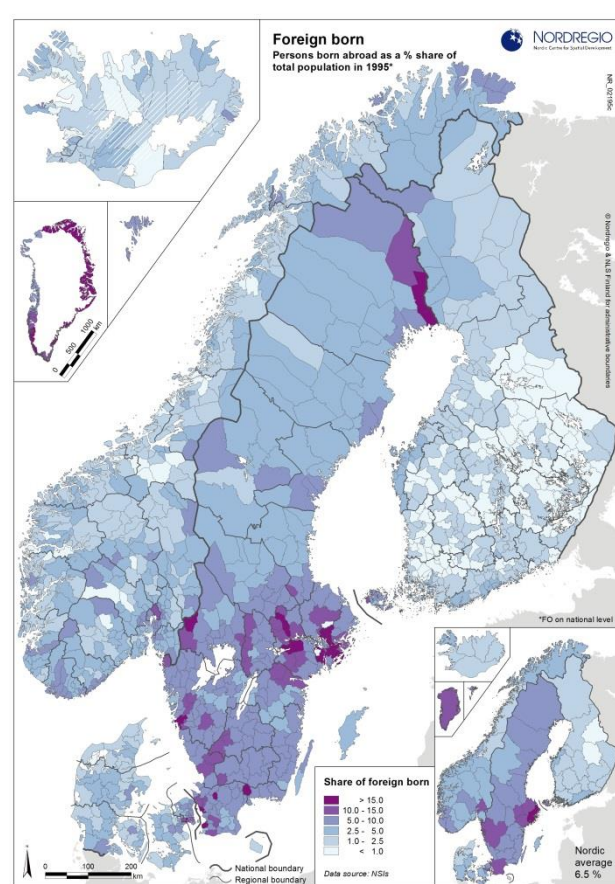 Foreign born
Persons born abroad as a % share of
total population in 1995*
NORDREGIO
Nordic Centre for Spatial Development
NR_02195c
© Nordregio & NLS Finland for administrative boundaries
0 500 1000
km
*FO on national level
Share of foreign born
> 15.0
10.0 - 15.0
5.0 - 10.0
2.5 - 5.0
1.0 - 2.5
< 1.0
Data source: NSIs
National boundary
Regional boundary
0 100 200
km
Nordic
average
6.5 %